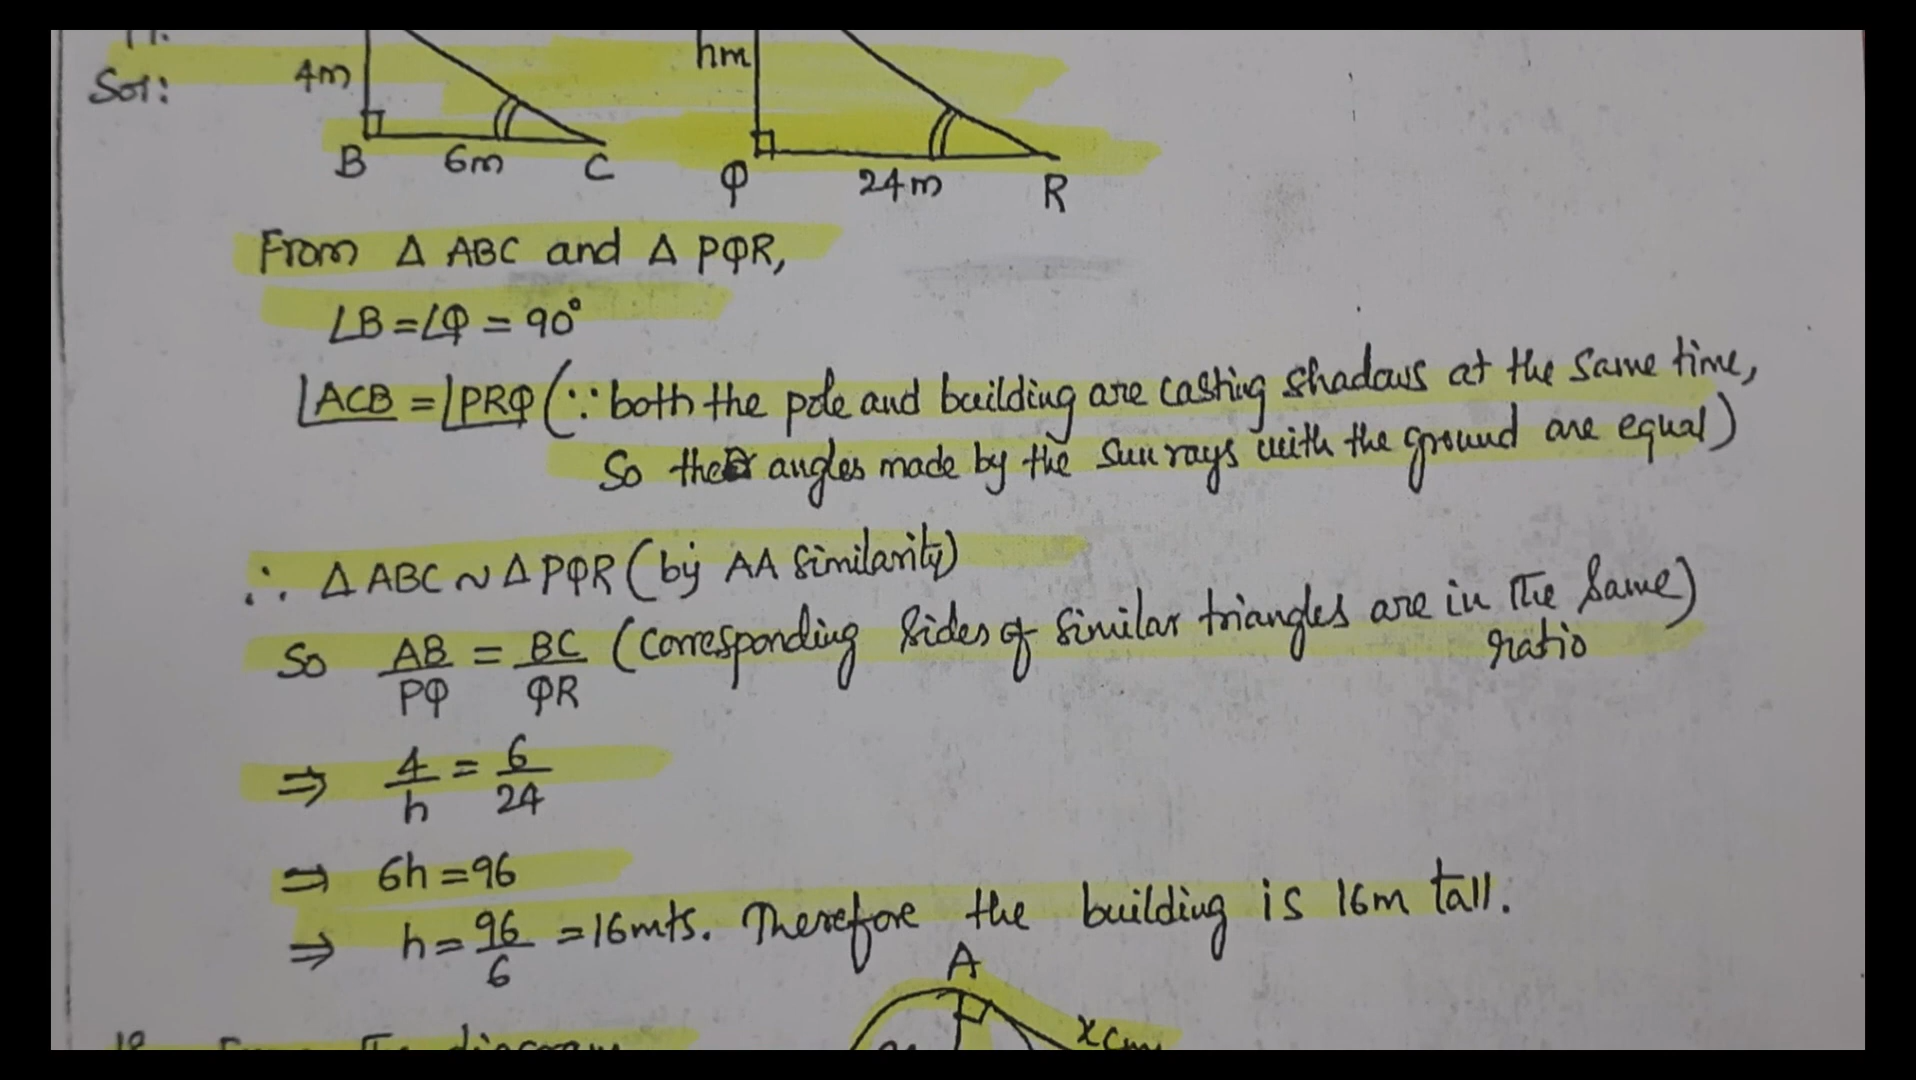 Sol:
4m
hm
B 6m C
Q 24m R
From Δ ABC and Δ PQR,
∠B = ∠Q = 90°
∠ACB = ∠PRQ (∵ both the pole and building are casting shadows at the same time,
So the angles made by the Sun rays with the ground are equal)
∴ Δ ABC ~ Δ PQR (by AA Similarity)
So AB/PQ = BC/QR (Corresponding Sides of Similar triangles are in the Same)
ratio
⇒ 4/h = 6/24
⇒ 6h = 96
⇒ h = 96/6 = 16mts. Therefore the building is 16m tall.
A
x cm